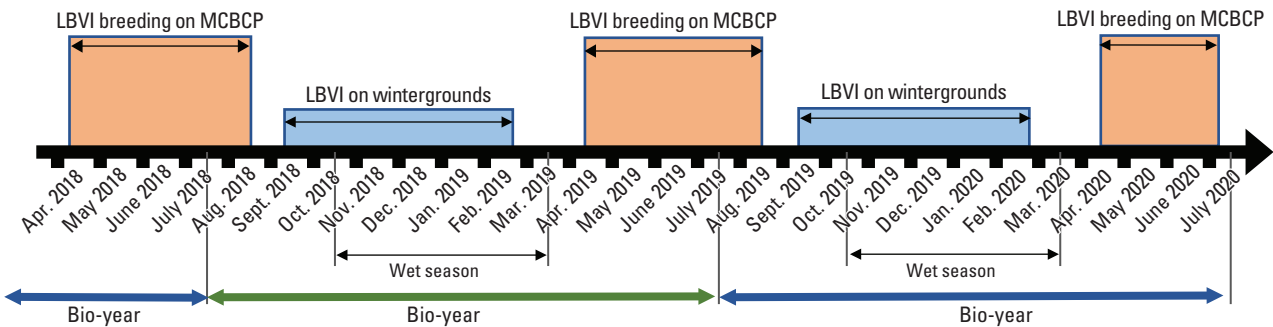 LBVI breeding on MCBCP
LBVI breeding on MCBCP
LBVI breeding on MCBCP
LBVI on wintergrounds
LBVI on wintergrounds
Apr. 2018
May 2018
June 2018
July 2018
Aug. 2018
Sept. 2018
Oct. 2018
Nov. 2018
Dec. 2018
Jan. 2019
Feb. 2019
Mar. 2019
Apr. 2019
May 2019
June 2019
July 2019
Aug. 2019
Sept. 2019
Oct. 2019
Nov. 2019
Dec. 2019
Jan. 2020
Feb. 2020
Mar. 2020
Apr. 2020
May 2020
June 2020
July 2020
Wet season
Wet season
Bio-year
Bio-year
Bio-year